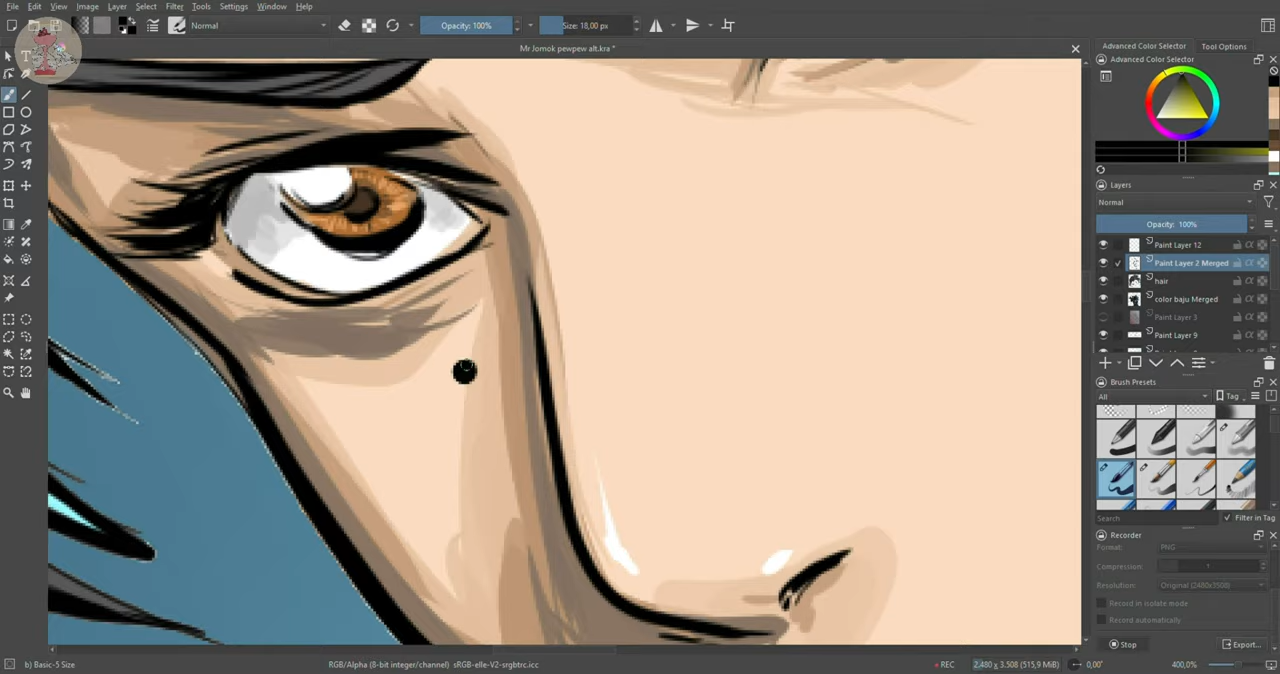 File Edit View Image Layer Select Filter Tools Settings Window Help
Normal
Opacity: 100%
Size: 18,00 px
Mr Jomok pewpew alt.kra *
Advanced Color Selector
Tool Options
Advanced Color Selector
Layers
Normal
Opacity: 100%
Paint Layer 12
Paint Layer 2 Merged
hair
color baju Merged
Paint Layer 3
Paint Layer 9
Brush Presets
All
Tag
Search
Filter in Tag
Recorder
Format: PNG
Compression: 1
Resolution: Original (2480x3508)
Record in isolate mode
Record automatically
Stop
Export...
b) Basic-5 Size
RGB/Alpha (8-bit integer/channel) sRGB-elle-V2-srgbtrc.icc
REC
2.480 x 3.508 (515,9 MiB)
0,00°
400,0%